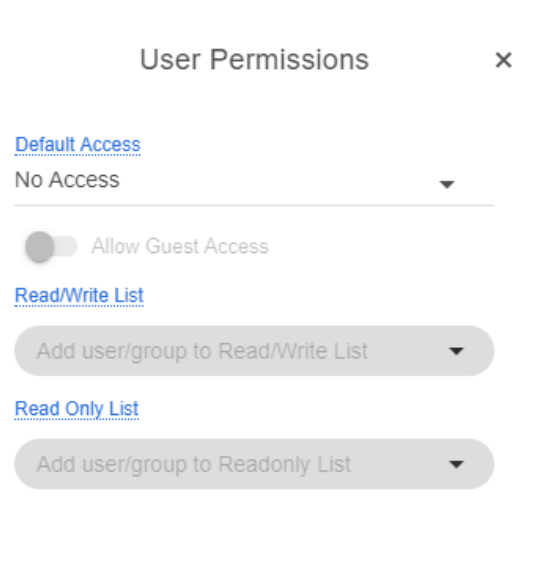 User Permissions
Default Access
No Access
Allow Guest Access
Read/Write List
Add user/group to Read/Write List
Read Only List
Add user/group to Readonly List